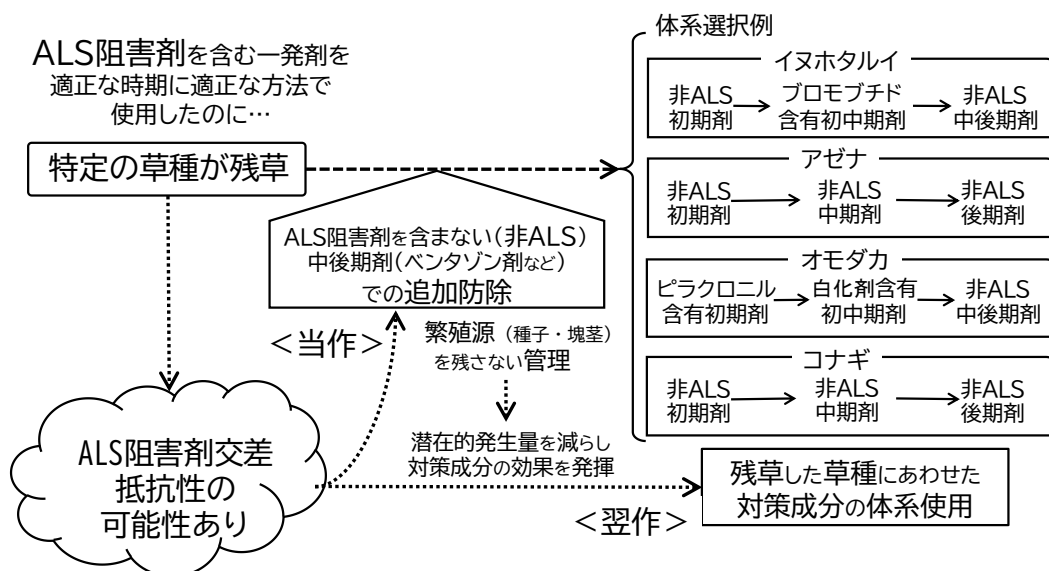 ALS阻害剤を含む一発剤を
適正な時期に適正な方法で
使用したのに…
特定の草種が残草
ALS阻害剤を含まない(非ALS)
中後期剤(ベンタゾン剤など)
での追加防除
<当作>
繁殖源(種子・塊茎)
を残さない管理
潜在的発生量を減らし
対策成分の効果を発揮
ALS阻害剤交差
抵抗性の
可能性あり
<翌作>
残草した草種にあわせた
対策成分の体系使用
体系選択例
イヌホタルイ
非ALS
初期剤
ブロモブチド
含有初中期剤
非ALS
中後期剤
アゼナ
非ALS
初期剤
非ALS
中期剤
非ALS
後期剤
オモダカ
ピラクロニル
含有初期剤
白化剤含有
初中期剤
非ALS
中後期剤
コナギ
非ALS
初期剤
非ALS
中期剤
非ALS
後期剤